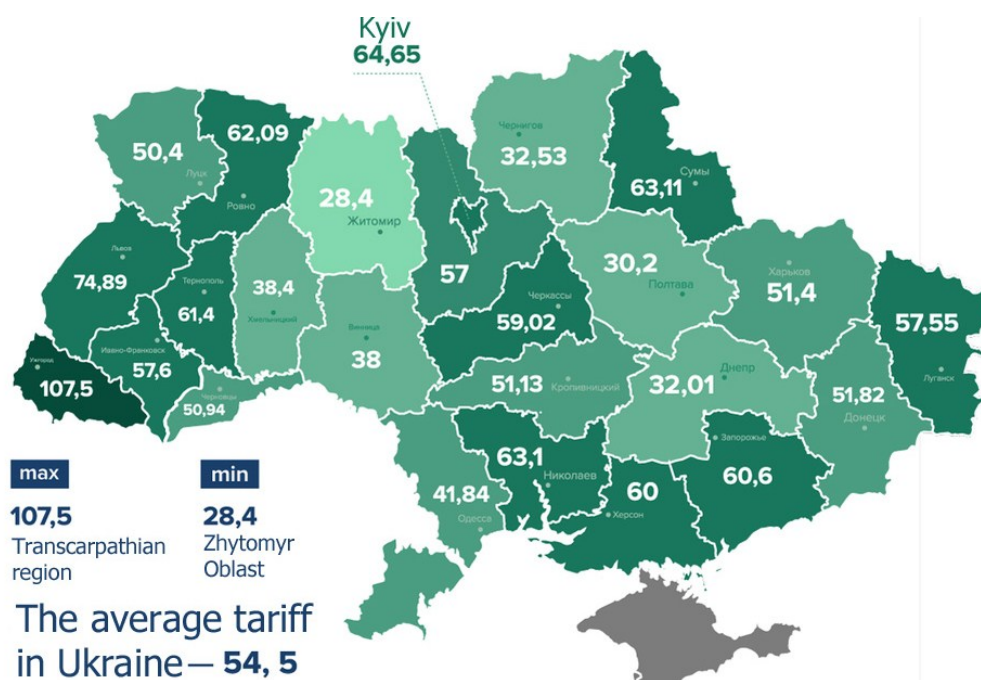 Kyiv
64,65
50,4
Луцк
62,09
Ровно
28,4
Житомир
Чернигов
32,53
63,11
Сумы
57
Львов
74,89
Тернополь
61,4
38,4
Хмельницкий
Винница
38
Черкассы
59,02
30,2
Полтава
Харьков
51,4
57,55
Луганск
Ужгород
107,5
Ивано-Франковск
57,6
Черновцы
50,94
51,13
Кропивницкий
Днепр
32,01
51,82
Донецк
41,84
Одесса
63,1
Николаев
60
Херсон
Запорожье
60,6
max
107,5
Transcarpathian
region
min
28,4
Zhytomyr
Oblast
The average tariff
in Ukraine — 54, 5